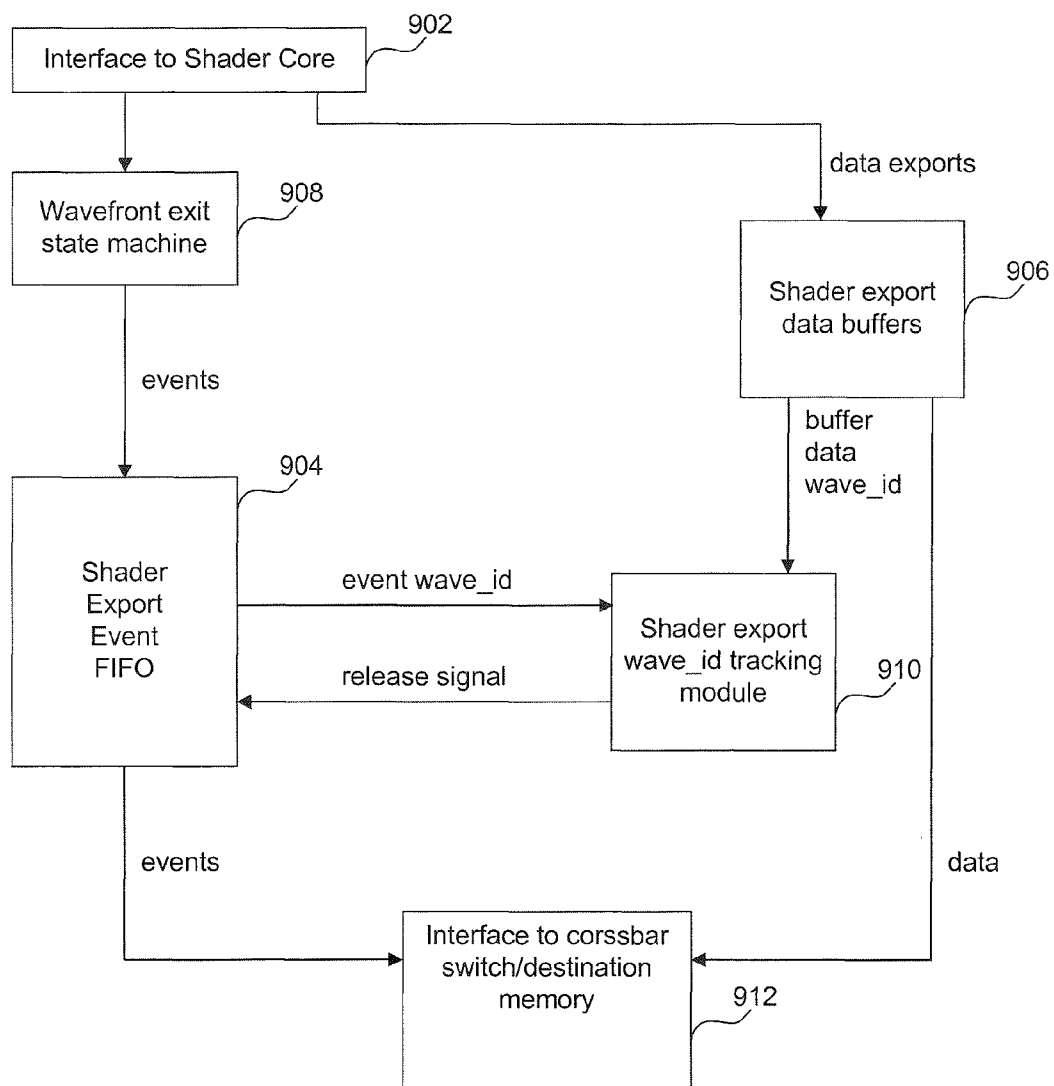 902
Interface to Shader Core
908
Wavefront exit
state machine
data exports
906
Shader export
data buffers
events
buffer
data
wave_id
904
Shader
Export
Event
FIFO
event wave_id
Shader export
wave_id tracking
module
910
release signal
events
data
Interface to corssbar
switch/destination
memory
912